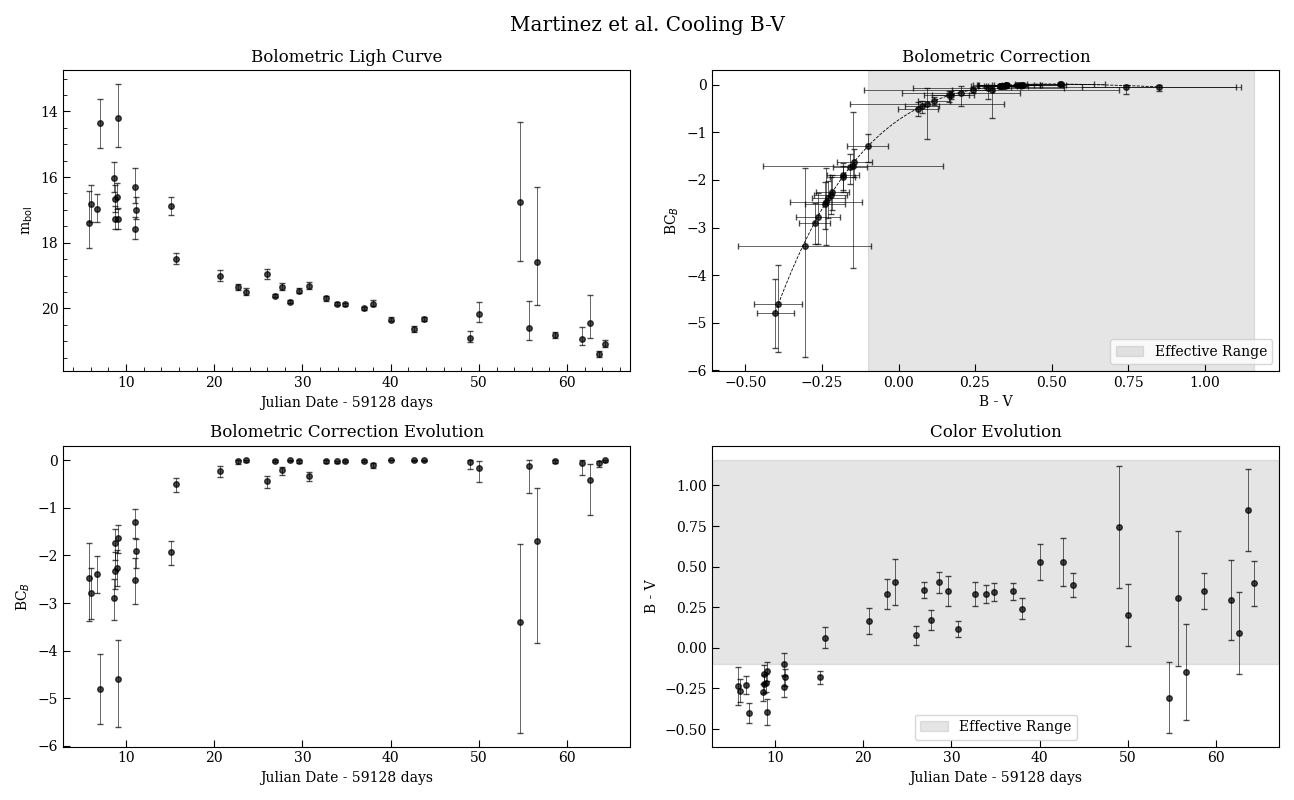 Martinez et al. Cooling B-V
Bolometric Ligh Curve
m_bol
14
16
18
20
10 20 30 40 50 60
Julian Date - 59128 days
Bolometric Correction
BC_B
0
−1
−2
−3
−4
−5
−6
−0.50 −0.25 0.00 0.25 0.50 0.75 1.00
B - V
Effective Range
Bolometric Correction Evolution
BC_B
0
−1
−2
−3
−4
−5
−6
10 20 30 40 50 60
Julian Date - 59128 days
Color Evolution
B - V
1.00
0.75
0.50
0.25
0.00
−0.25
−0.50
10 20 30 40 50 60
Julian Date - 59128 days
Effective Range